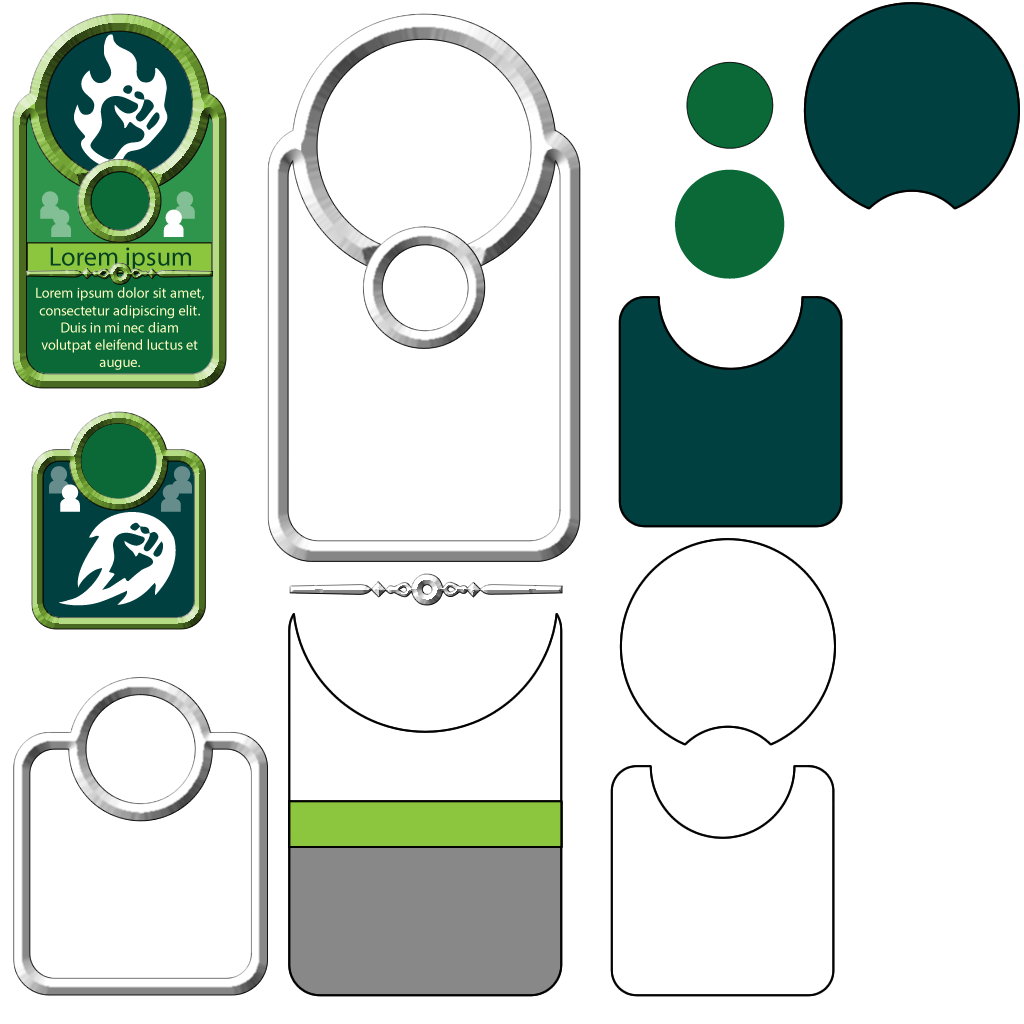 Lorem ipsum
Lorem ipsum dolor sit amet,
consectetur adipiscing elit.
Duis in mi nec diam
volutpat eleifend luctus et
augue.